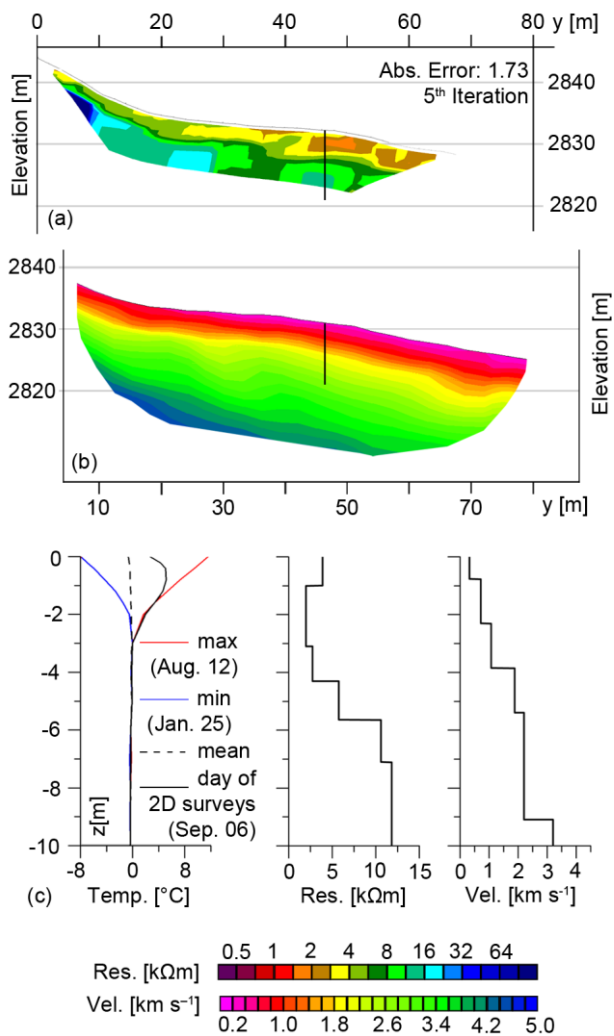 0 20 40 60 80 y [m]
Abs. Error: 1.73
5th Iteration
Elevation [m]
2840
2830
2820
(a)
2840
2830
2820
Elevation [m]
(b)
10 30 50 70 y [m]
0
-2
-4
-6
-8
-10
z[m]
max
(Aug. 12)
min
(Jan. 25)
mean
day of
2D surveys
(Sep. 06)
-8 0 8
0 5 10 15
0 1 2 3 4
(c) Temp. [°C] Res. [kΩm] Vel. [km s⁻¹]
0.5 1 2 4 8 16 32 64
Res. [kΩm]
Vel. [km s⁻¹]
0.2 1.0 1.8 2.6 3.4 4.2 5.0